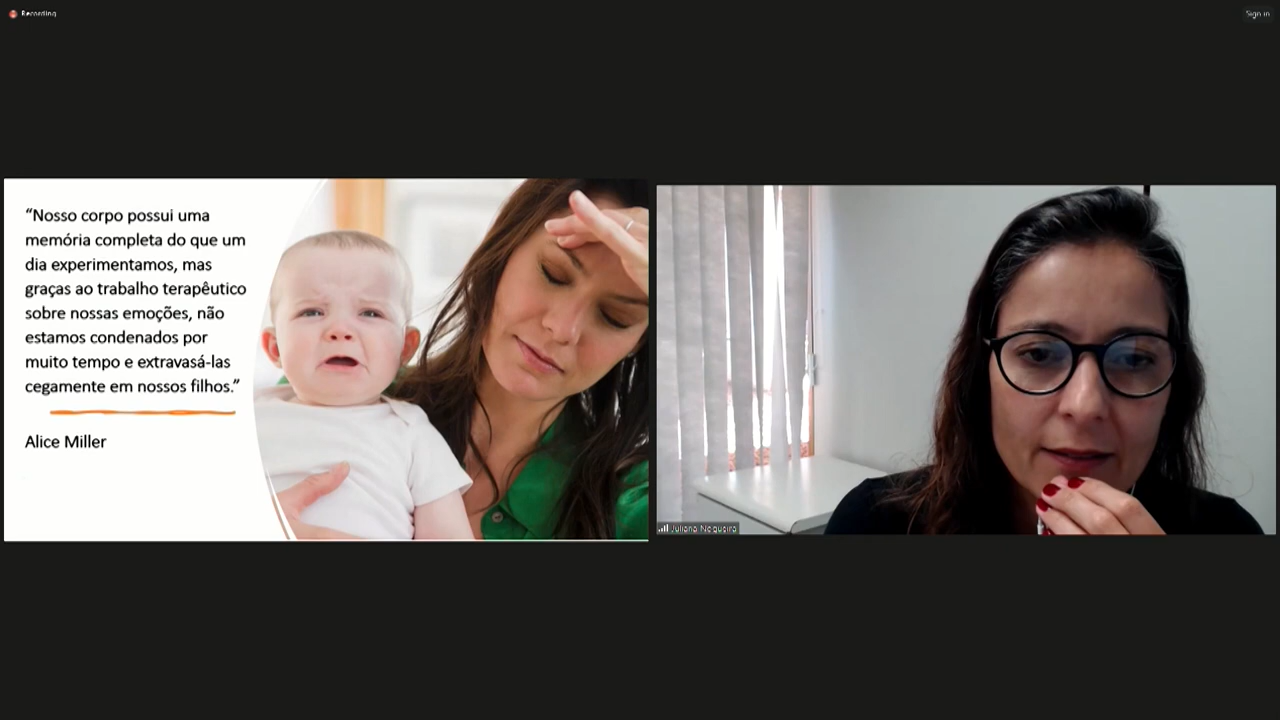 Recording
Sign in
“Nosso corpo possui uma
memória completa do que um
dia experimentamos, mas
graças ao trabalho terapêutico
sobre nossas emoções, não
estamos condenados por
muito tempo e extravasá-las
cegamente em nossos filhos.”
Alice Miller
Juliana Nogueira